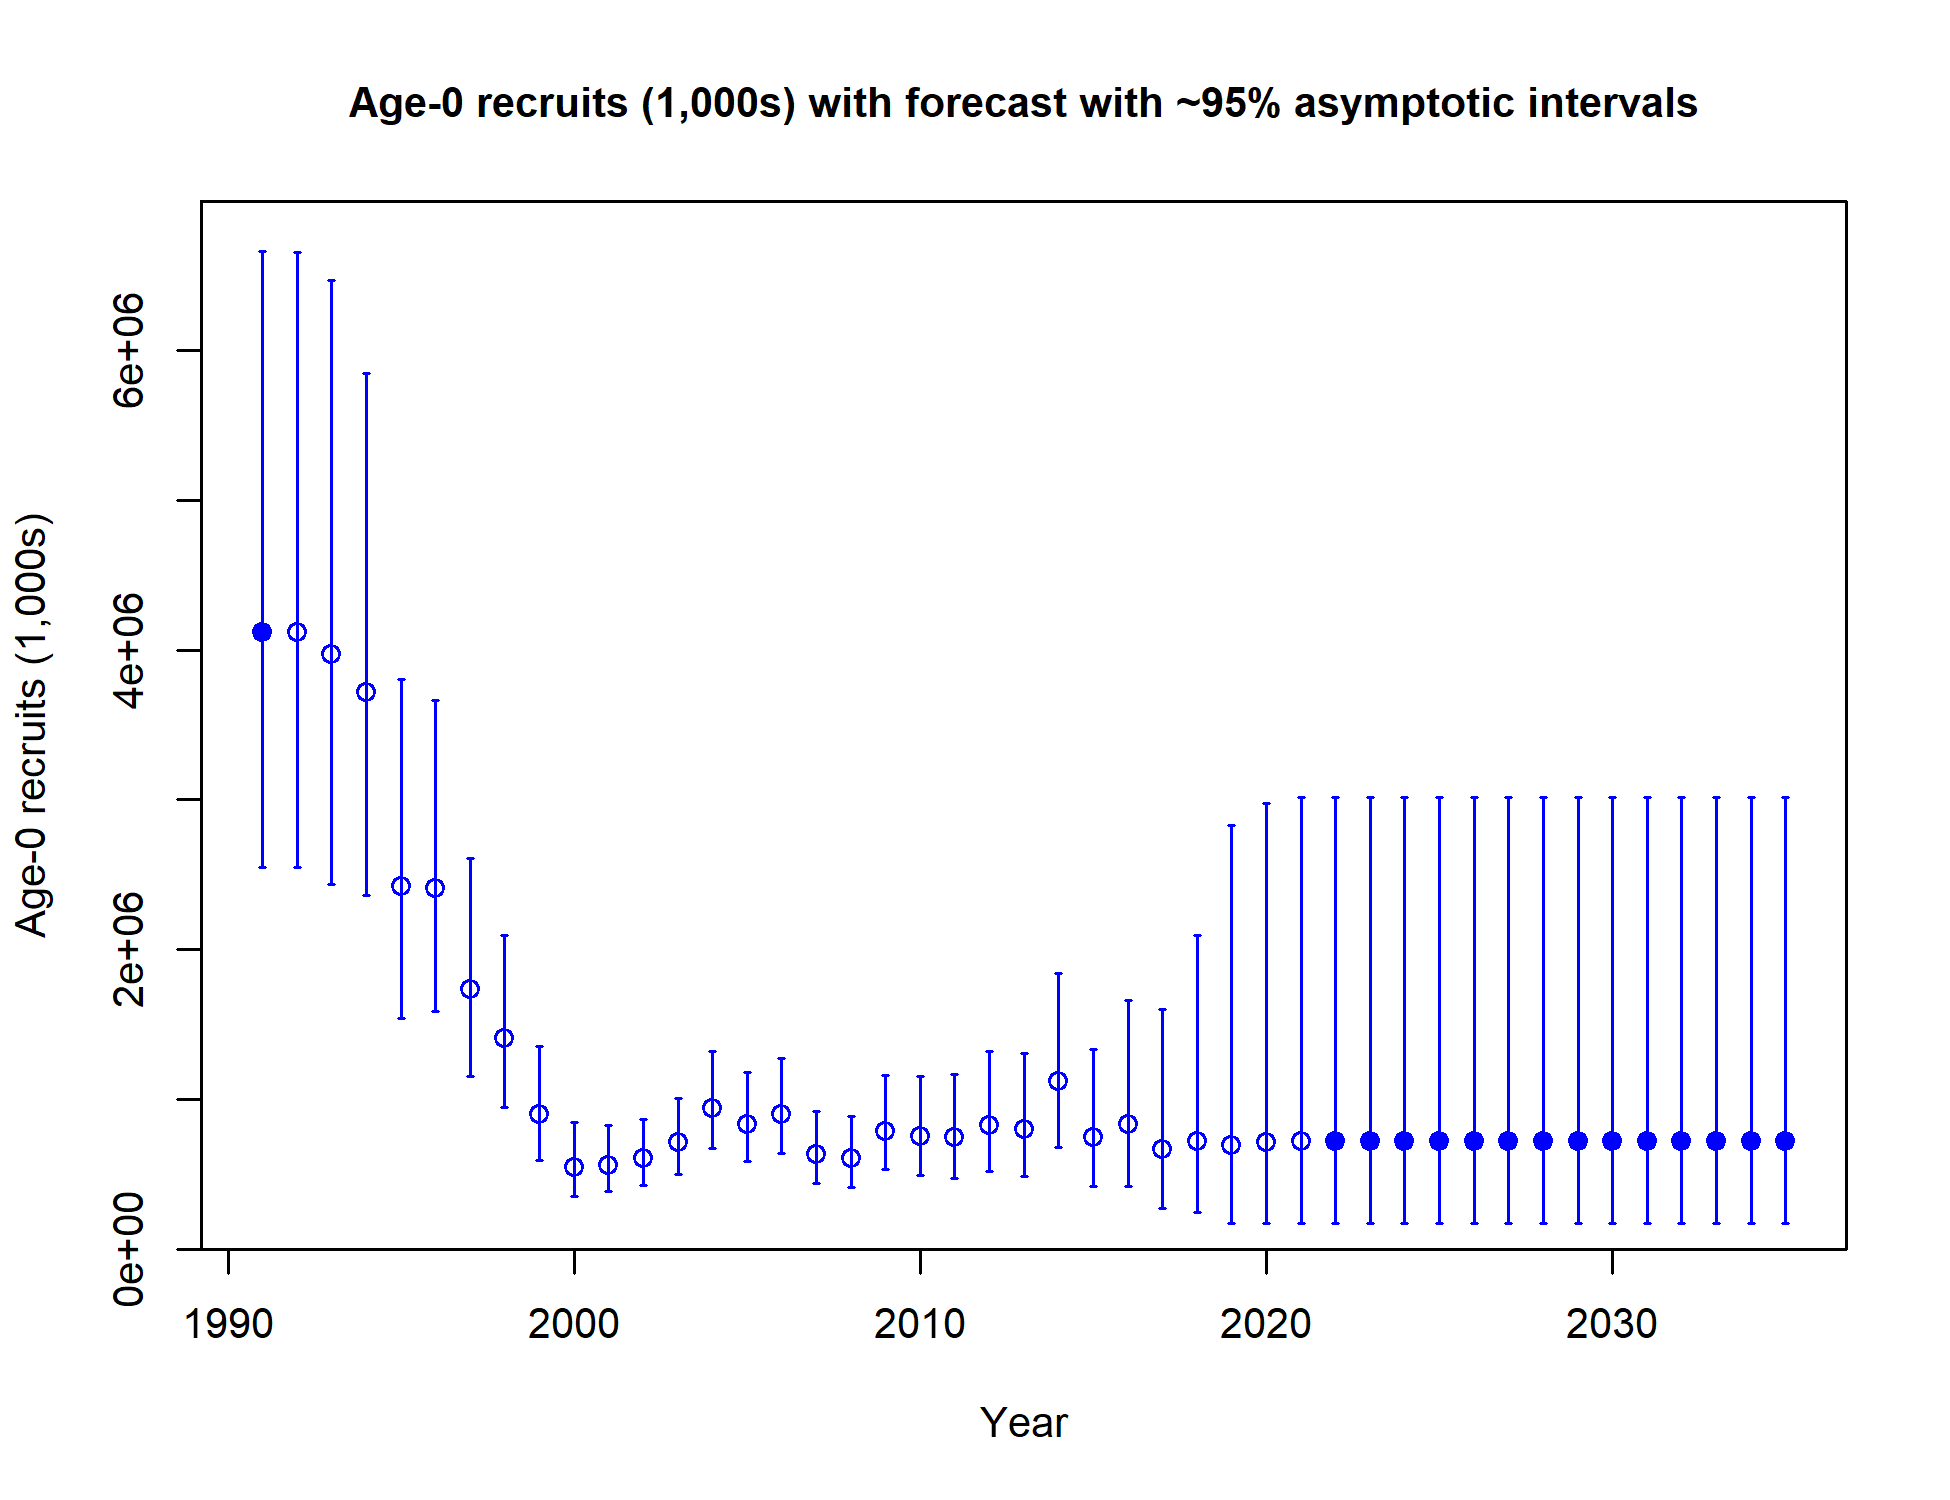 Age-0 recruits (1,000s) with forecast with ~95% asymptotic intervals
Age-0 recruits (1,000s)
6e+06
4e+06
2e+06
0e+00
1990
2000
2010
2020
2030
Year